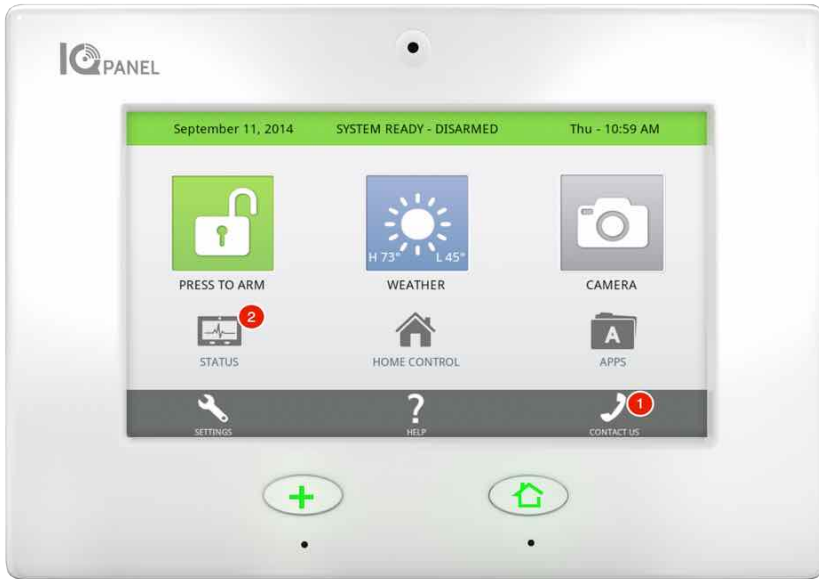 IQ PANEL
September 11, 2014 SYSTEM READY - DISARMED Thu - 10:59 AM
H 73° L 45°
PRESS TO ARM WEATHER CAMERA
2
A
STATUS HOME CONTROL APPS
?
1
SETTINGS HELP CONTACT US